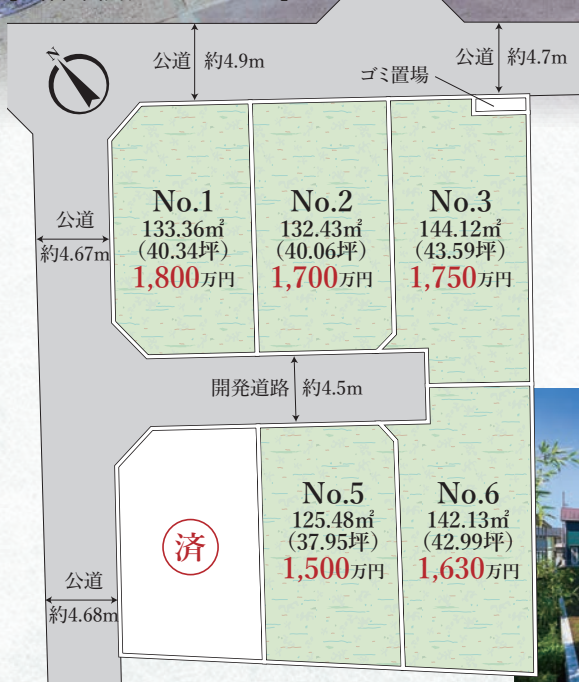 公道 約4.9m
公道 約4.7m
ゴミ置場
N
No.1
133.36㎡
(40.34坪)
1,800万円
No.2
132.43㎡
(40.06坪)
1,700万円
No.3
144.12㎡
(43.59坪)
1,750万円
公道
約4.67m
開発道路 約4.5m
済
No.5
125.48㎡
(37.95坪)
1,500万円
No.6
142.13㎡
(42.99坪)
1,630万円
公道
約4.68m